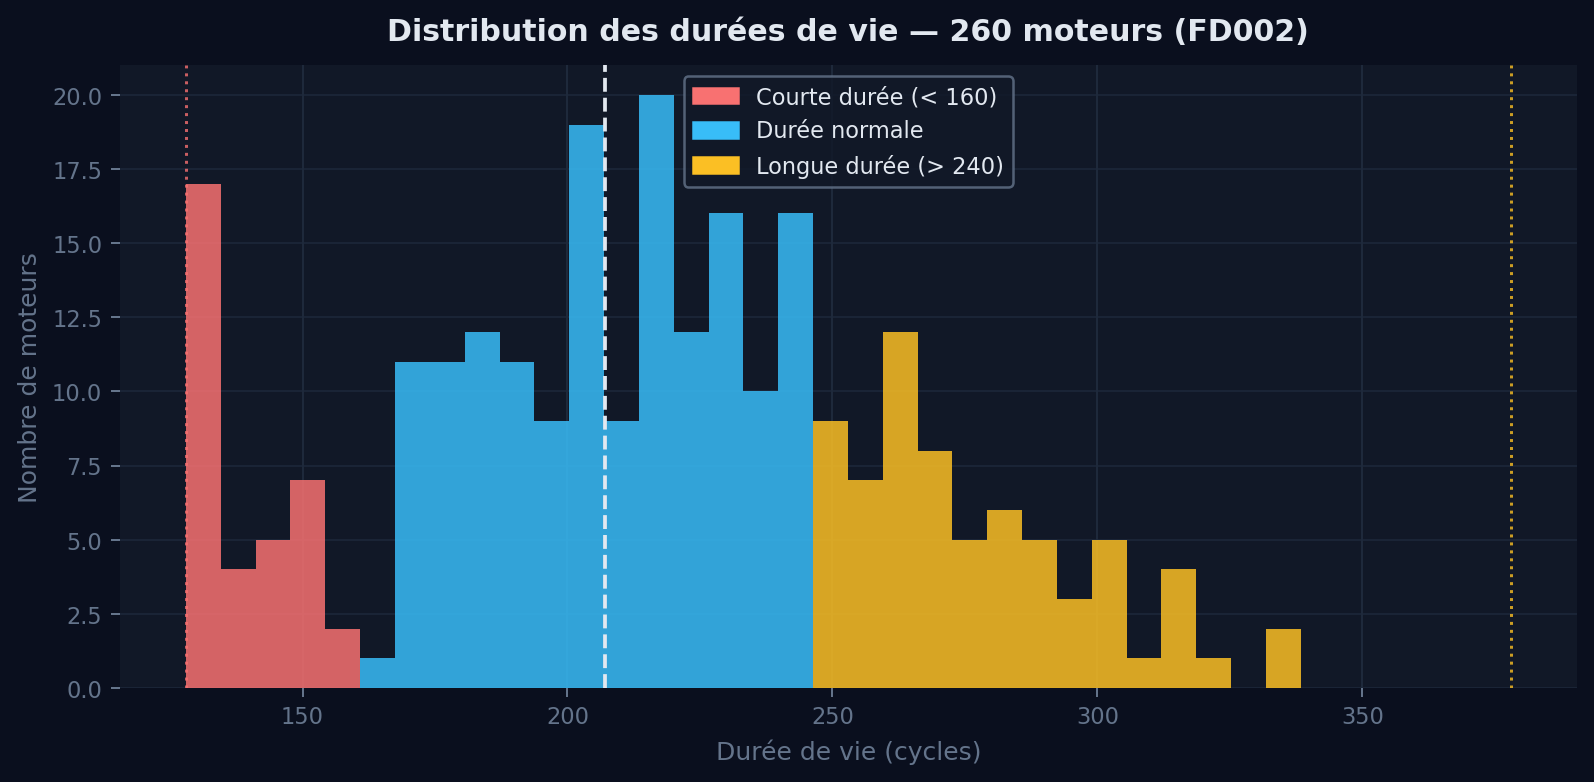 Distribution des durées de vie — 260 moteurs (FD002)
Courte durée (< 160)
Durée normale
Longue durée (> 240)
Nombre de moteurs
20.0
17.5
15.0
12.5
10.0
7.5
5.0
2.5
0.0
150 200 250 300 350
Durée de vie (cycles)